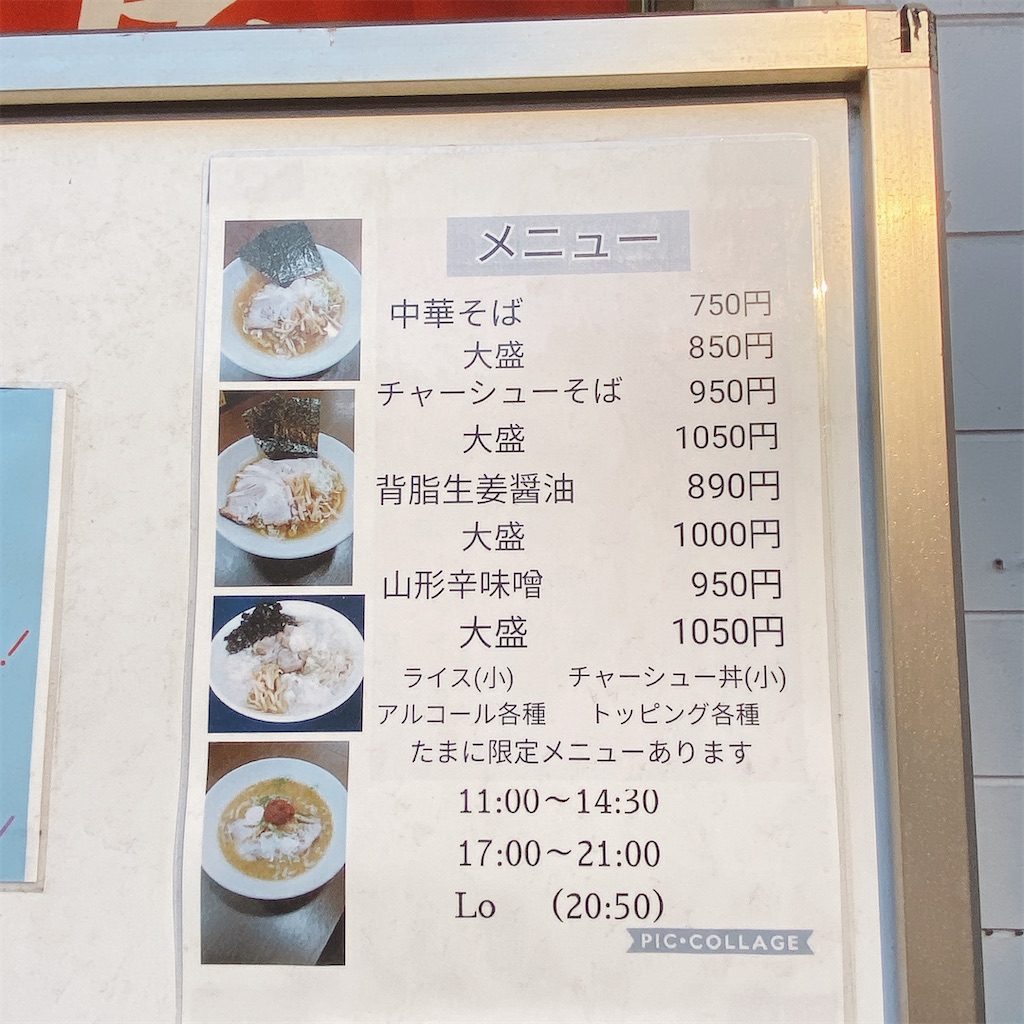 メニュー
中華そば 750円
大盛 850円
チャーシューそば 950円
大盛 1050円
背脂生姜醤油 890円
大盛 1000円
山形辛味噌 950円
大盛 1050円
ライス(小) チャーシュー丼(小)
アルコール各種 トッピング各種
たまに限定メニューあります
11:00〜14:30
17:00〜21:00
Lo (20:50)
PIC•COLLAGE